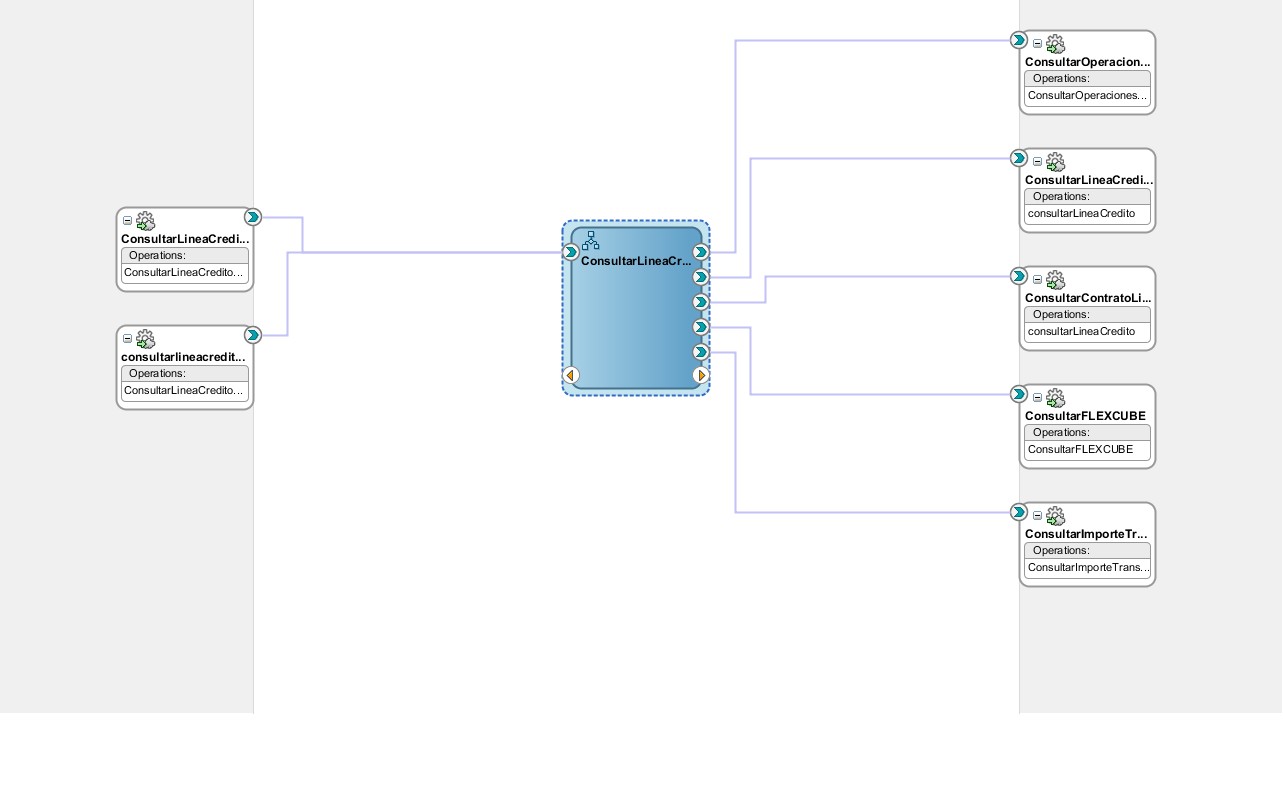 ConsultarLineaCredi...
Operations:
ConsultarLineaCredito...
consultarlineacredit...
Operations:
ConsultarLineaCredito...
ConsultarLineaCr...
ConsultarOperacion...
Operations:
ConsultarOperaciones...
ConsultarLineaCredi...
Operations:
consultarLineaCredito
ConsultarContratoLi...
Operations:
consultarLineaCredito
ConsultarFLEXCUBE
Operations:
ConsultarFLEXCUBE
ConsultarImporteTr...
Operations:
ConsultarImporteTrans...